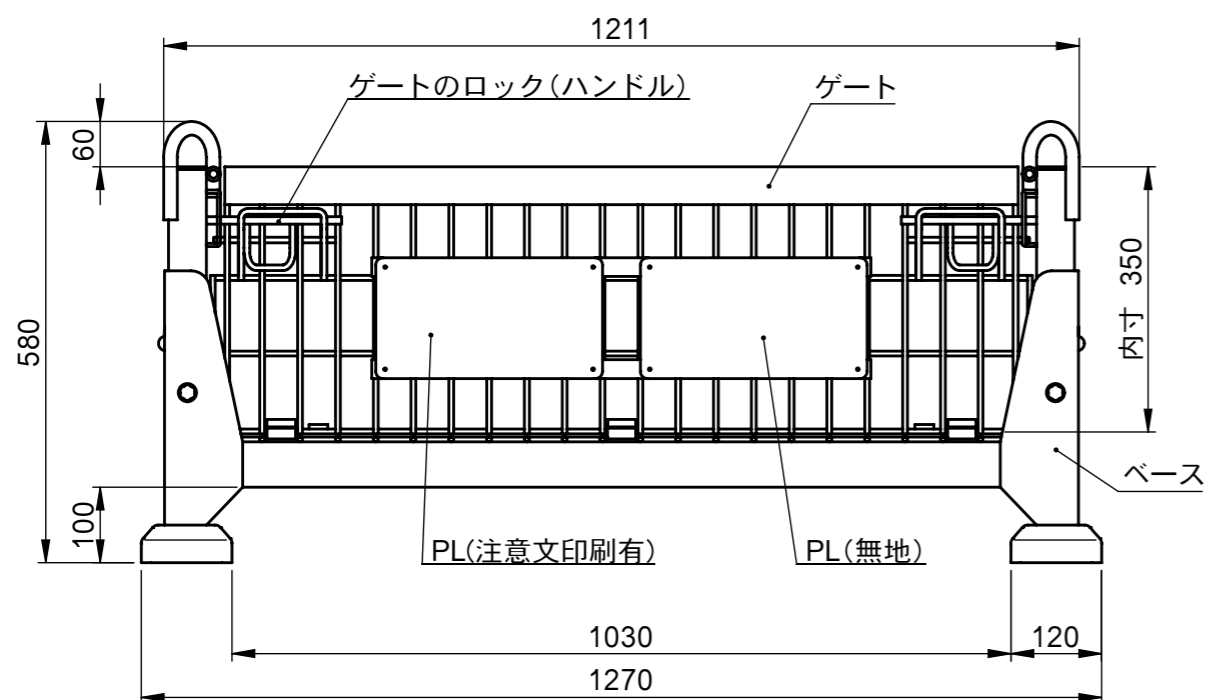 1211
ゲートのロック(ハンドル)
ゲート
60
580
内寸 350
100
ベース
PL(注意文印刷有)
PL(無地)
1030
120
1270